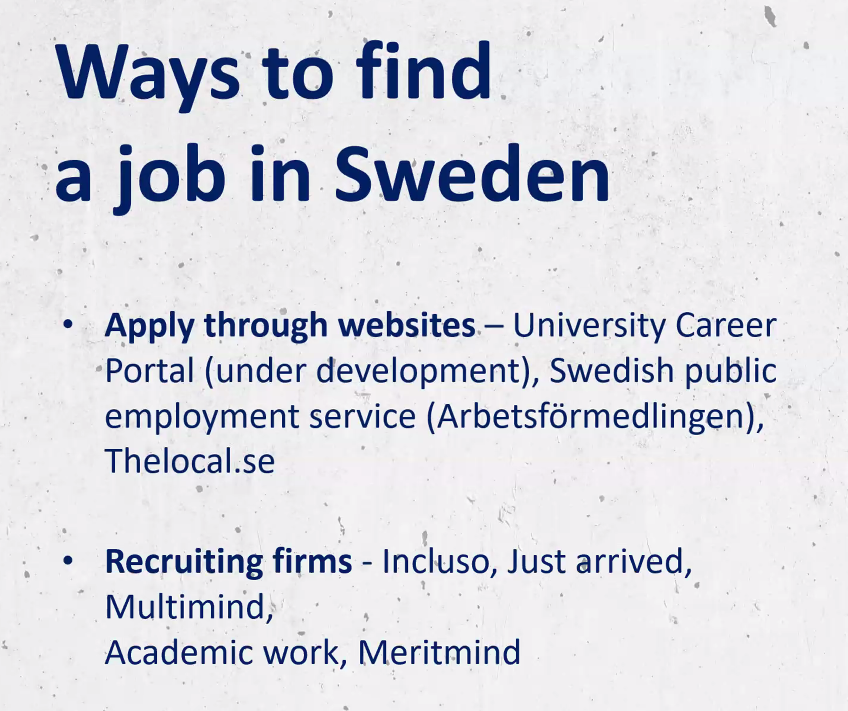 Ways to find
a job in Sweden
• Apply through websites – University Career
Portal (under development), Swedish public
employment service (Arbetsförmedlingen),
Thelocal.se
• Recruiting firms - Incluso, Just arrived,
Multimind,
Academic work, Meritmind